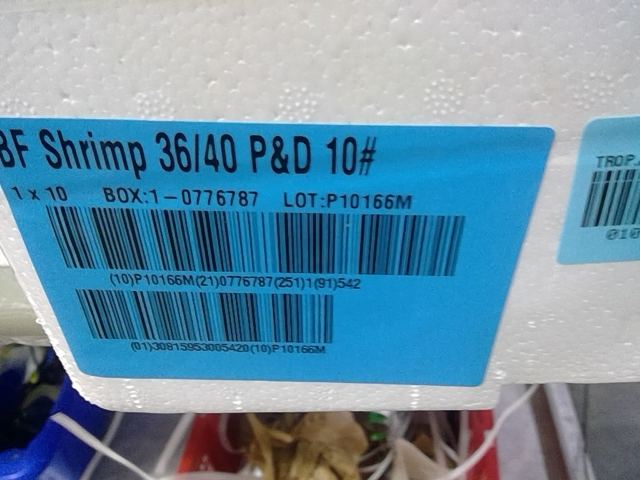 BF Shrimp 36/40 P&D 10#
1 x 10 BOX:1-0776787 LOT:P10166M
(10)P10166M(21)0776787(251)1(91)542
(01)30815953005420(10)P10166M
TROP
010